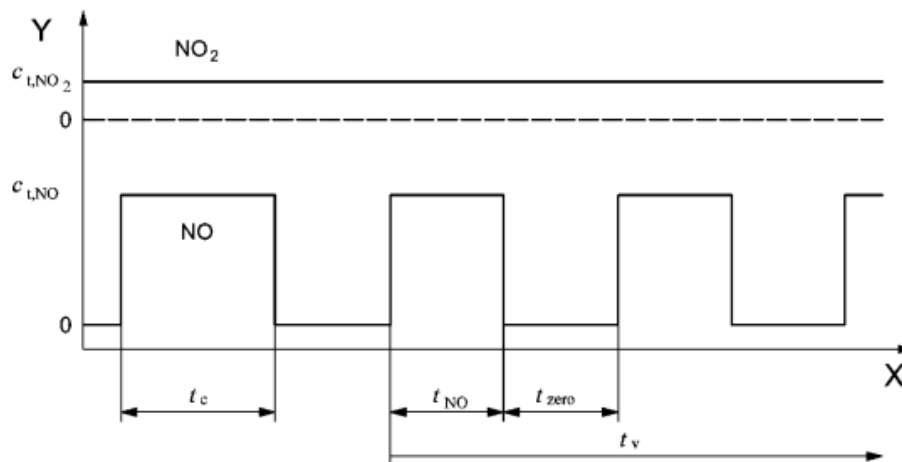 Y
NO₂
c t,NO₂
0
c t,NO
NO
0
X
t c
t NO
t zero
t v